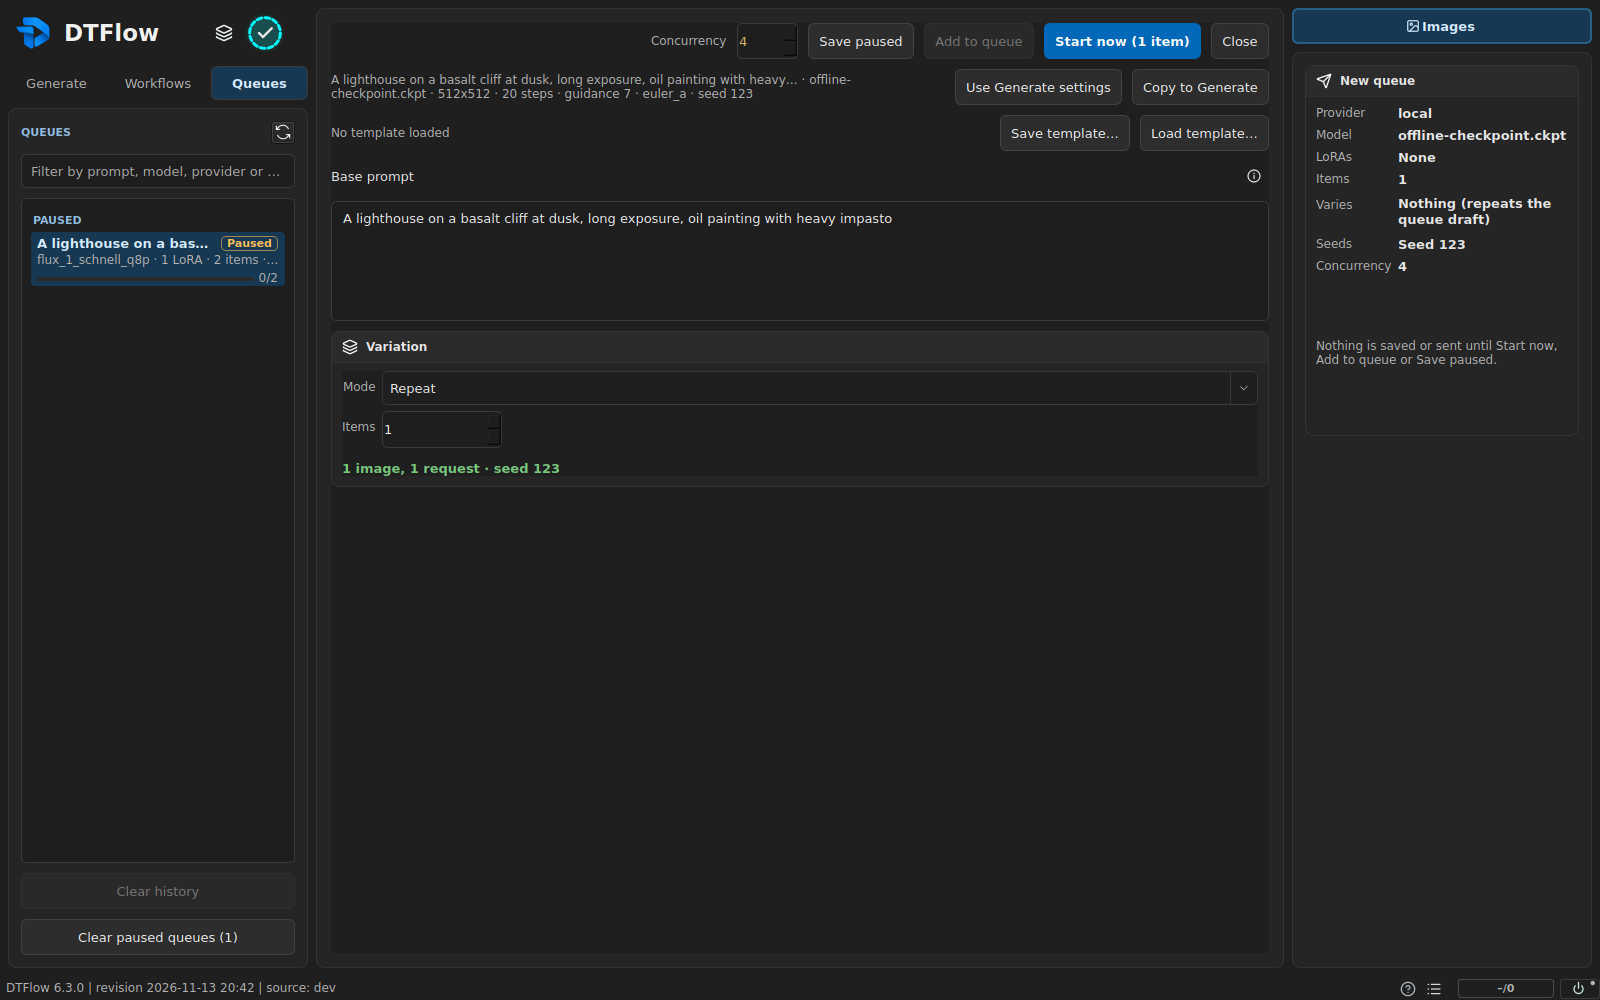 DTFlow
Generate
Workflows
Queues
QUEUES
Filter by prompt, model, provider or ...
PAUSED
A lighthouse on a bas...
Paused
flux_1_schnell_q8p · 1 LoRA · 2 items ·...
0/2
Clear history
Clear paused queues (1)
Concurrency
4
Save paused
Add to queue
Start now (1 item)
Close
A lighthouse on a basalt cliff at dusk, long exposure, oil painting with heavy... · offline-
checkpoint.ckpt · 512x512 · 20 steps · guidance 7 · euler_a · seed 123
Use Generate settings
Copy to Generate
No template loaded
Save template...
Load template...
Base prompt
A lighthouse on a basalt cliff at dusk, long exposure, oil painting with heavy impasto
Variation
Mode
Repeat
Items
1
1 image, 1 request · seed 123
Images
New queue
Provider local
Model offline-checkpoint.ckpt
LoRAs None
Items 1
Varies Nothing (repeats the
queue draft)
Seeds Seed 123
Concurrency 4
Nothing is saved or sent until Start now,
Add to queue or Save paused.
DTFlow 6.3.0 | revision 2026-11-13 20:42 | source: dev
–/0